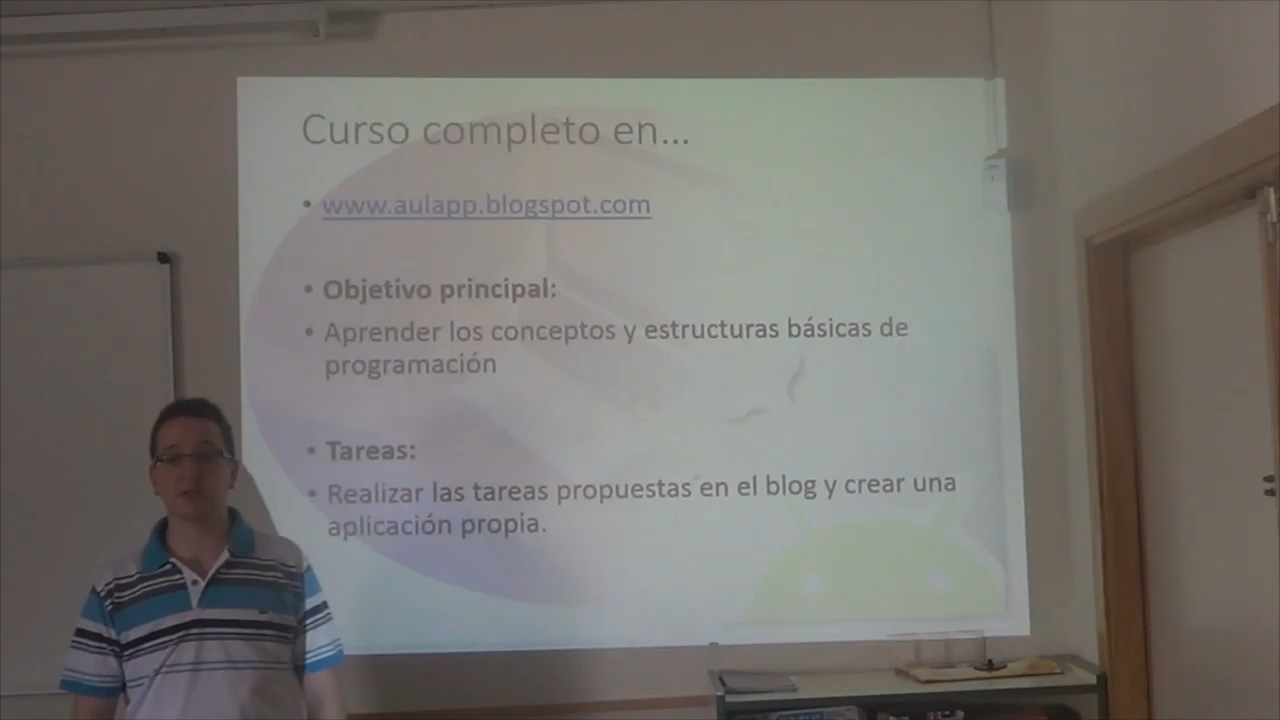 Curso completo en...
• www.aulapp.blogspot.com
• Objetivo principal:
• Aprender los conceptos y estructuras básicas de
programación
• Tareas:
• Realizar las tareas propuestas en el blog y crear una
aplicación propia.